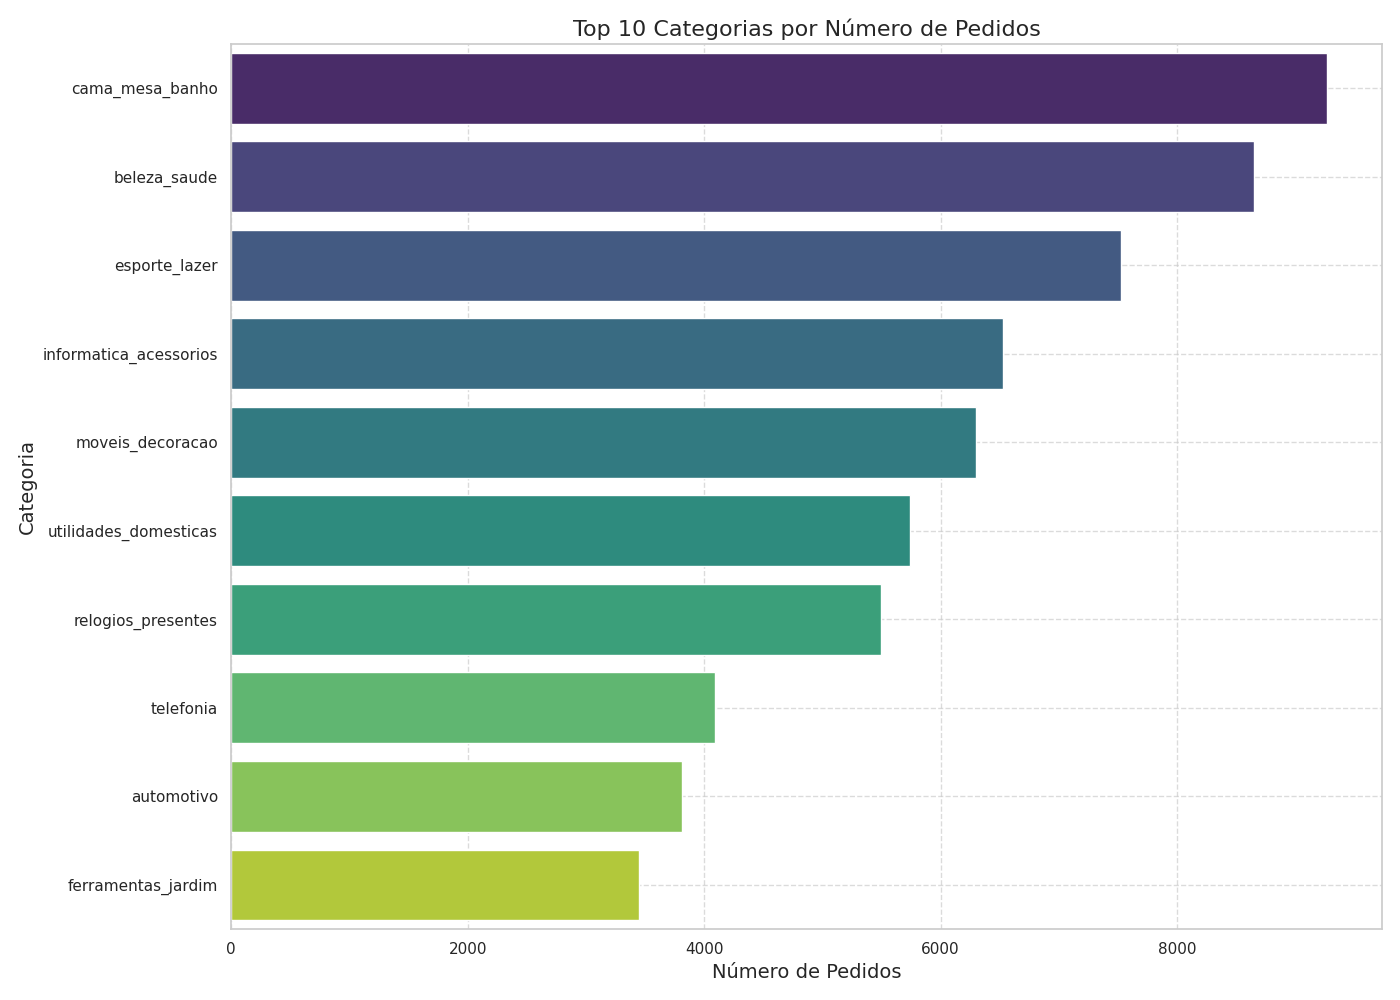 Top 10 Categorias por Número de Pedidos
cama_mesa_banho
beleza_saude
esporte_lazer
informatica_acessorios
moveis_decoracao
utilidades_domesticas
relogios_presentes
telefonia
automotivo
ferramentas_jardim
Categoria
0 2000 4000 6000 8000
Número de Pedidos